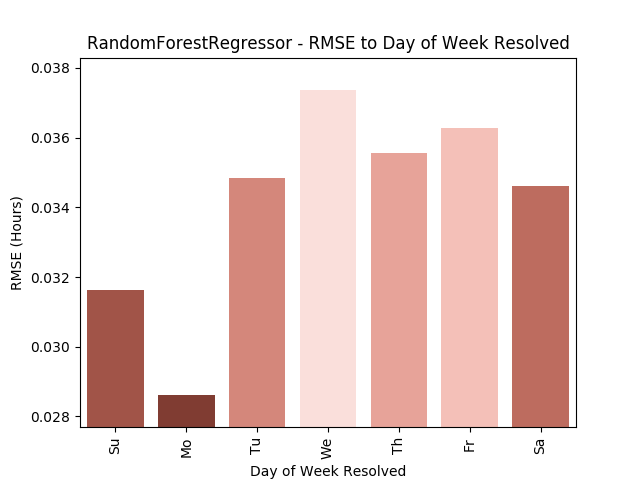 RandomForestRegressor - RMSE to Day of Week Resolved
0.038
0.036
0.034
0.032
0.030
0.028
RMSE (Hours)
Su
Mo
Tu
We
Th
Fr
Sa
Day of Week Resolved